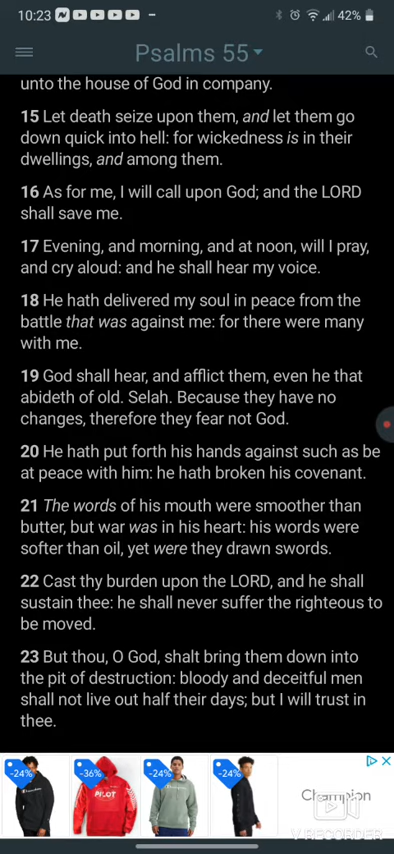 10:23 42%
Psalms 55
unto the house of God in company.
15 Let death seize upon them, and let them go
down quick into hell: for wickedness is in their
dwellings, and among them.
16 As for me, I will call upon God; and the LORD
shall save me.
17 Evening, and morning, and at noon, will I pray,
and cry aloud: and he shall hear my voice.
18 He hath delivered my soul in peace from the
battle that was against me: for there were many
with me.
19 God shall hear, and afflict them, even he that
abideth of old. Selah. Because they have no
changes, therefore they fear not God.
20 He hath put forth his hands against such as be
at peace with him: he hath broken his covenant.
21 The words of his mouth were smoother than
butter, but war was in his heart: his words were
softer than oil, yet were they drawn swords.
22 Cast thy burden upon the LORD, and he shall
sustain thee: he shall never suffer the righteous to
be moved.
23 But thou, O God, shalt bring them down into
the pit of destruction: bloody and deceitful men
shall not live out half their days; but I will trust in
thee.
-24% -36% -24% -24%
Champion
V RECORDER